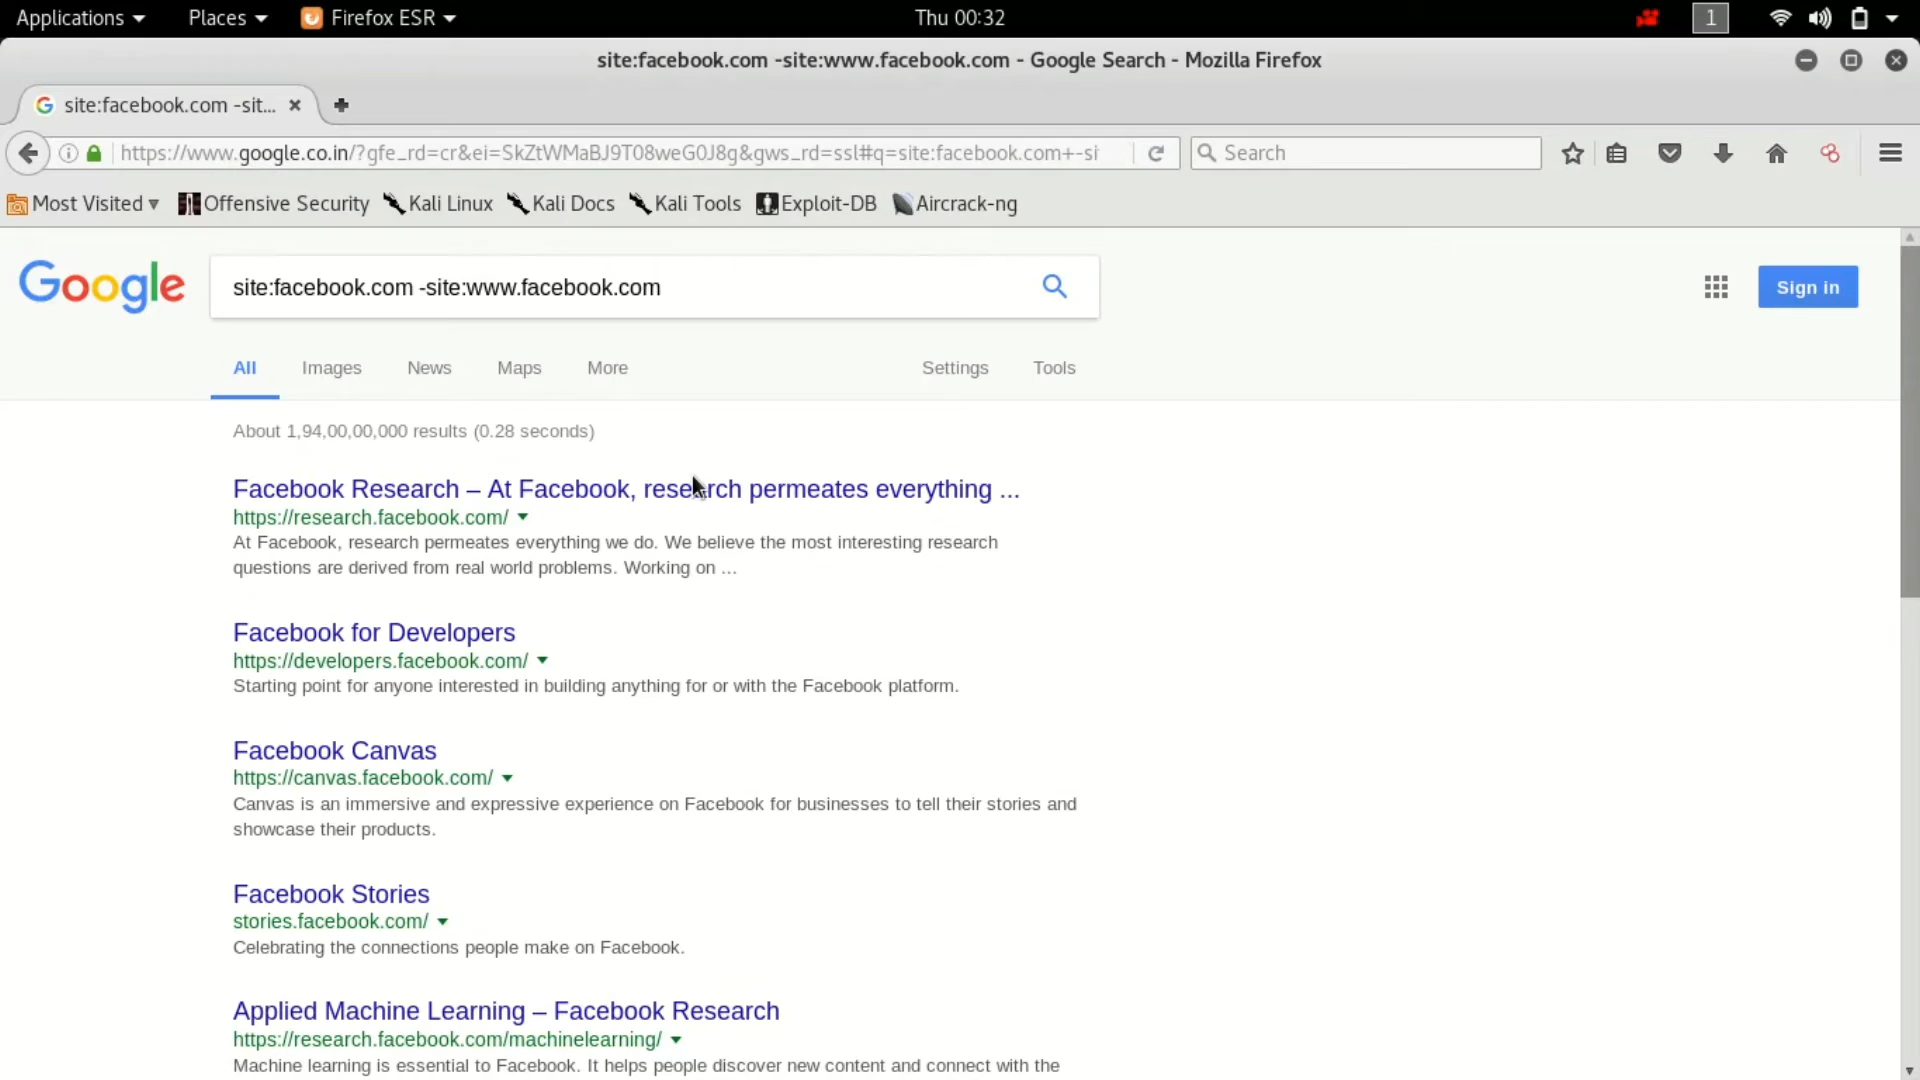 Applications Places Firefox ESR Thu 00:32 1
site:facebook.com -site:www.facebook.com - Google Search - Mozilla Firefox
site:facebook.com -sit...
https://www.google.co.in/?gfe_rd=cr&ei=SkZtWMaBJ9T08weG0J8g&gws_rd=ssl#q=site:facebook.com+-si Search
Most Visited Offensive Security Kali Linux Kali Docs Kali Tools Exploit-DB Aircrack-ng
Google site:facebook.com -site:www.facebook.com Sign in
All Images News Maps More Settings Tools
About 1,94,00,00,000 results (0.28 seconds)
Facebook Research – At Facebook, research permeates everything ...
https://research.facebook.com/
At Facebook, research permeates everything we do. We believe the most interesting research
questions are derived from real world problems. Working on ...
Facebook for Developers
https://developers.facebook.com/
Starting point for anyone interested in building anything for or with the Facebook platform.
Facebook Canvas
https://canvas.facebook.com/
Canvas is an immersive and expressive experience on Facebook for businesses to tell their stories and
showcase their products.
Facebook Stories
stories.facebook.com/
Celebrating the connections people make on Facebook.
Applied Machine Learning – Facebook Research
https://research.facebook.com/machinelearning/
Machine learning is essential to Facebook. It helps people discover new content and connect with the